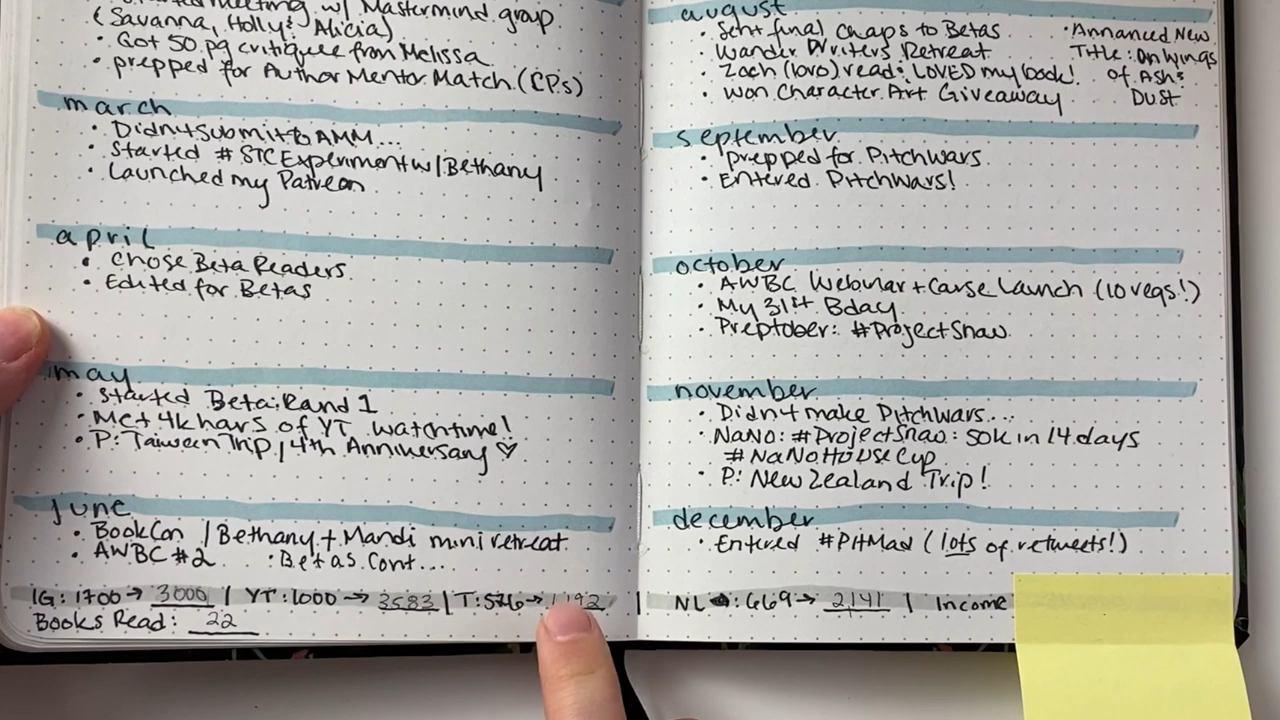 meeting w/ Mastermind group
(Savanna, Holly & Alicia)
• Got 50 pg critique from Melissa
• prepped for Author Mentor Match (CPs)
march
• Didn't submit to AMM...
• Started #STCExperiment w/ Bethany
• Launched my Patreon
april
• Chose Beta Readers
• Edited for Betas
may
• Started Beta Rand 1
• Met 4k hours of YT watchtime!
• P: Taiwan Trip / 4th Anniversary ♡
june
• BookCon / Bethany + Mandi mini retreat
• AWBC #2 • Betas Cont...
IG: 1700 → 3000 | YT: 1000 → 3583 | T: 576 → 1192
Books Read: 22
august
• Sent final chaps to Betas
• Wander Writers Retreat
• Zach (bro) read & LOVED my book!
• Won Character Art Giveaway
• Announced New
Title: On Wings
of Ash &
Dust
september
• prepped for PitchWars
• Entered PitchWars!
october
• AWBC Webinar + Course Launch (10 regs!)
• My 31st Bday
• Preptober: #ProjectSnow
november
• Didn't make PitchWars...
• NaNo: #ProjectSnow: 50k in 14 days
#NaNoHouseCup
• P: New Zealand Trip!
december
• Entered #PitMad (lots of retweets!)
| NL: 669 → 2141 | Income